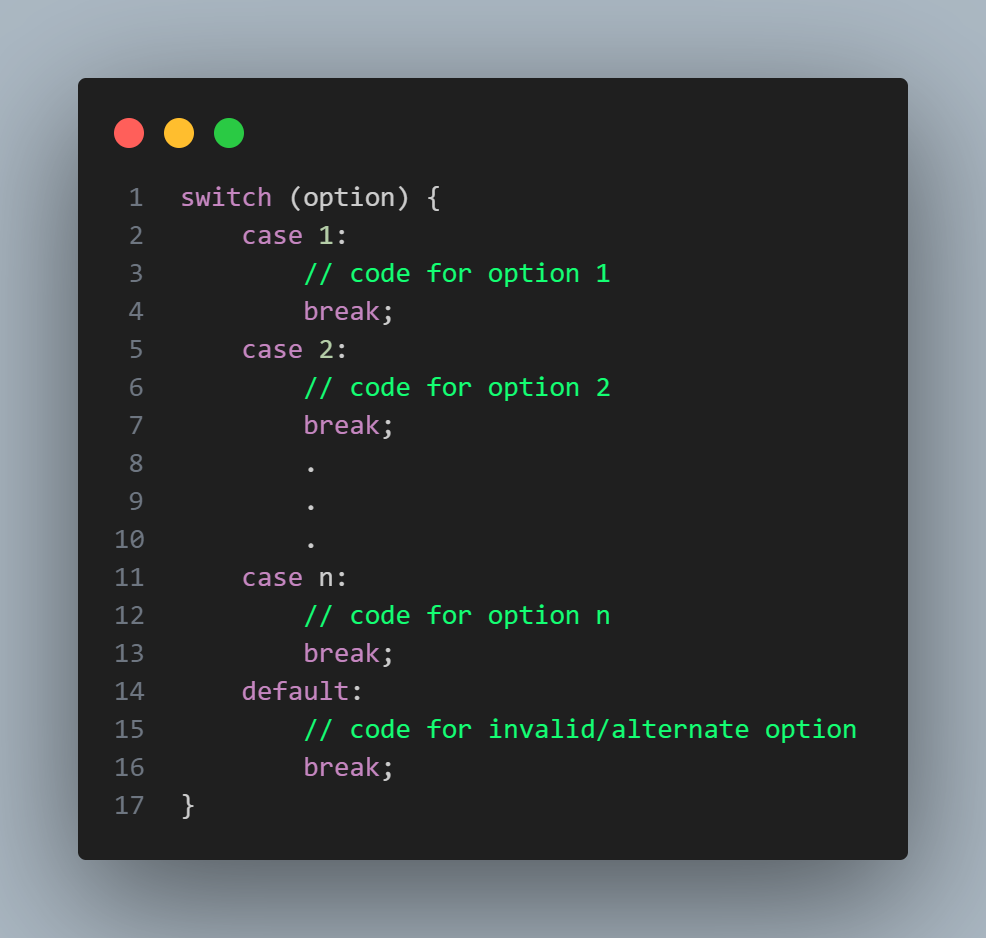 1 switch (option) {
2     case 1:
3         // code for option 1
4         break;
5     case 2:
6         // code for option 2
7         break;
8         .
9         .
10         .
11     case n:
12         // code for option n
13         break;
14     default:
15         // code for invalid/alternate option
16         break;
17 }